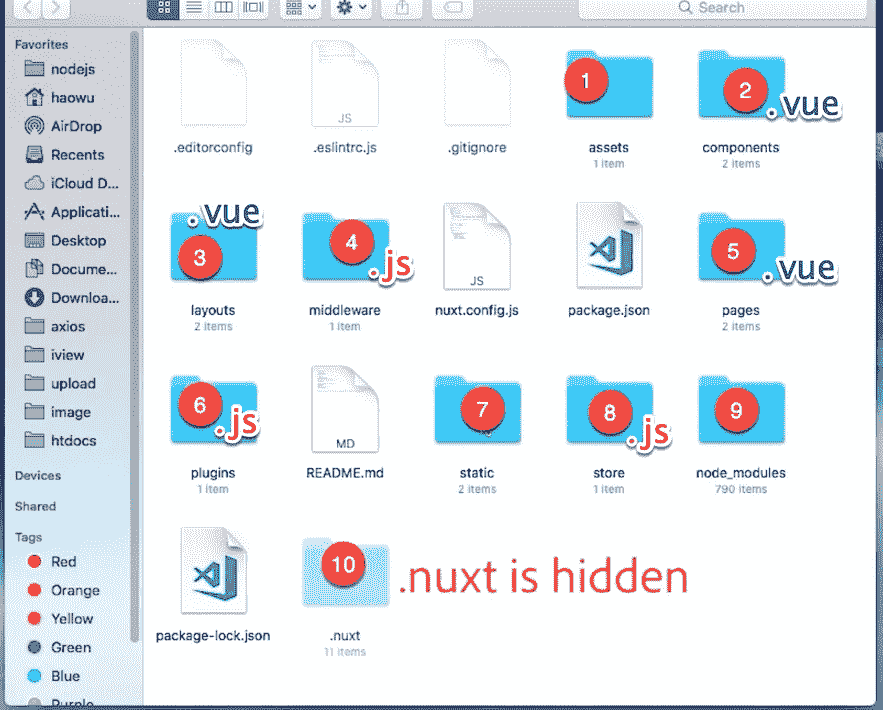 Search
Favorites
nodejs
haowu
AirDrop
Recents
iCloud D...
Applicati...
Desktop
Docume...
Downloa...
axios
iview
upload
image
htdocs
Devices
Shared
Tags
Red
Orange
Yellow
Green
Blue
Purple
JS
1
2
.vue
.editorconfig
.eslintrc.js
.gitignore
assets
components
1 item
2 items
.vue
3
4
.js
JS
5
.vue
layouts
middleware
nuxt.config.js
package.json
pages
2 items
1 item
2 items
6
.js
MD
7
8
.js
9
plugins
README.md
static
store
node_modules
1 item
2 items
1 item
790 items
10
.nuxt is hidden
package-lock.json
.nuxt
11 items